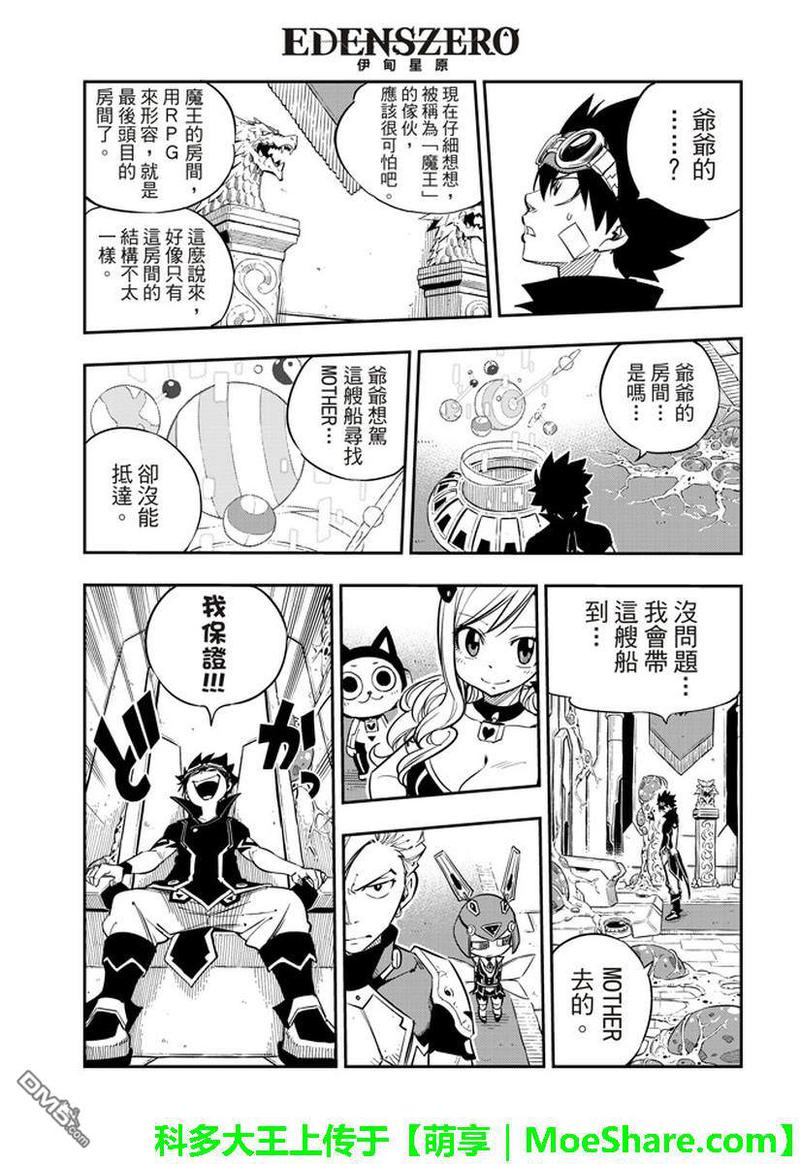 EDENSZERO
伊甸星原
爺爺的
……?
現在仔細想想，
被稱為「魔王」
的傢伙，
應該很可怕吧。
魔王的房間，
用RPG
來形容，就是
最後頭目的
房間了。
這麼說來，
好像只有
這房間的
結構不太
一樣。
爺爺的
房間…
是嗎…
爺爺想駕
這艘船尋找
MOTHER…
卻沒能
抵達。
沒問題…
我會帶
這艘船
到…
MOTHER
去的。
我保證!!!
どかっ
DM5.com
科多大王上传于【萌享｜MoeShare.com】